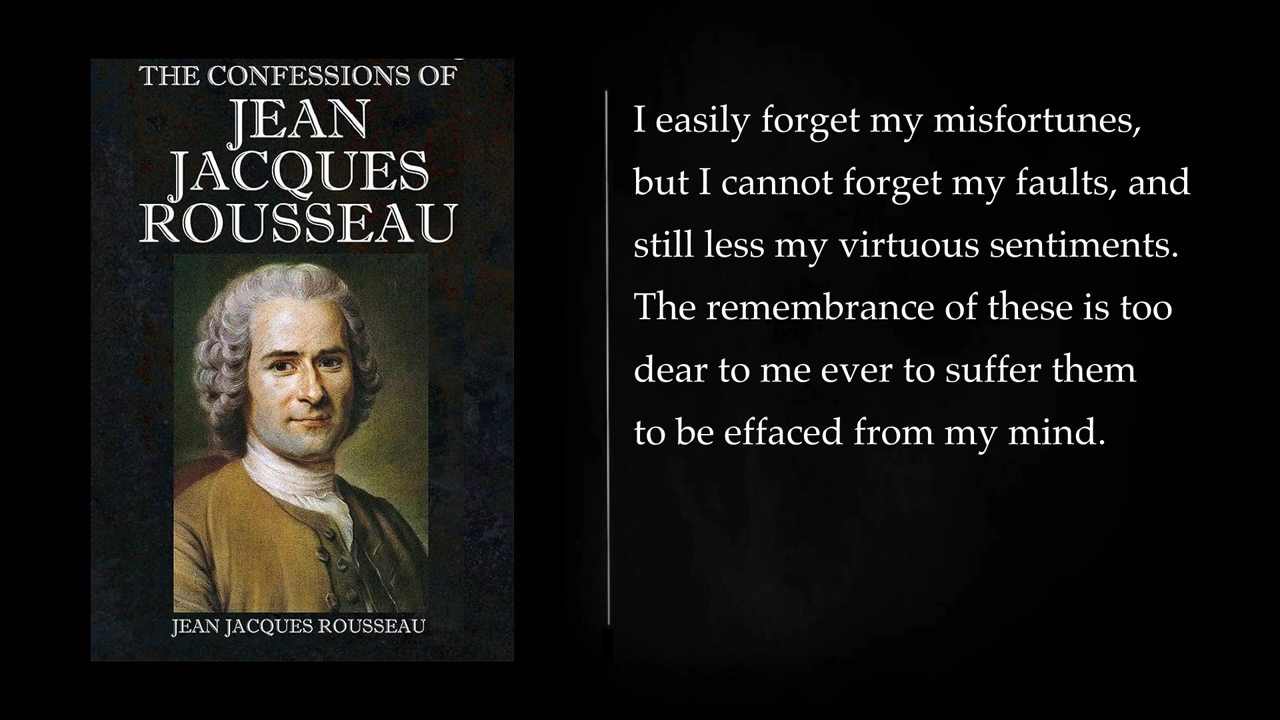 THE CONFESSIONS OF
JEAN
JACQUES
ROUSSEAU
JEAN JACQUES ROUSSEAU
I easily forget my misfortunes,
but I cannot forget my faults, and
still less my virtuous sentiments.
The remembrance of these is too
dear to me ever to suffer them
to be effaced from my mind.